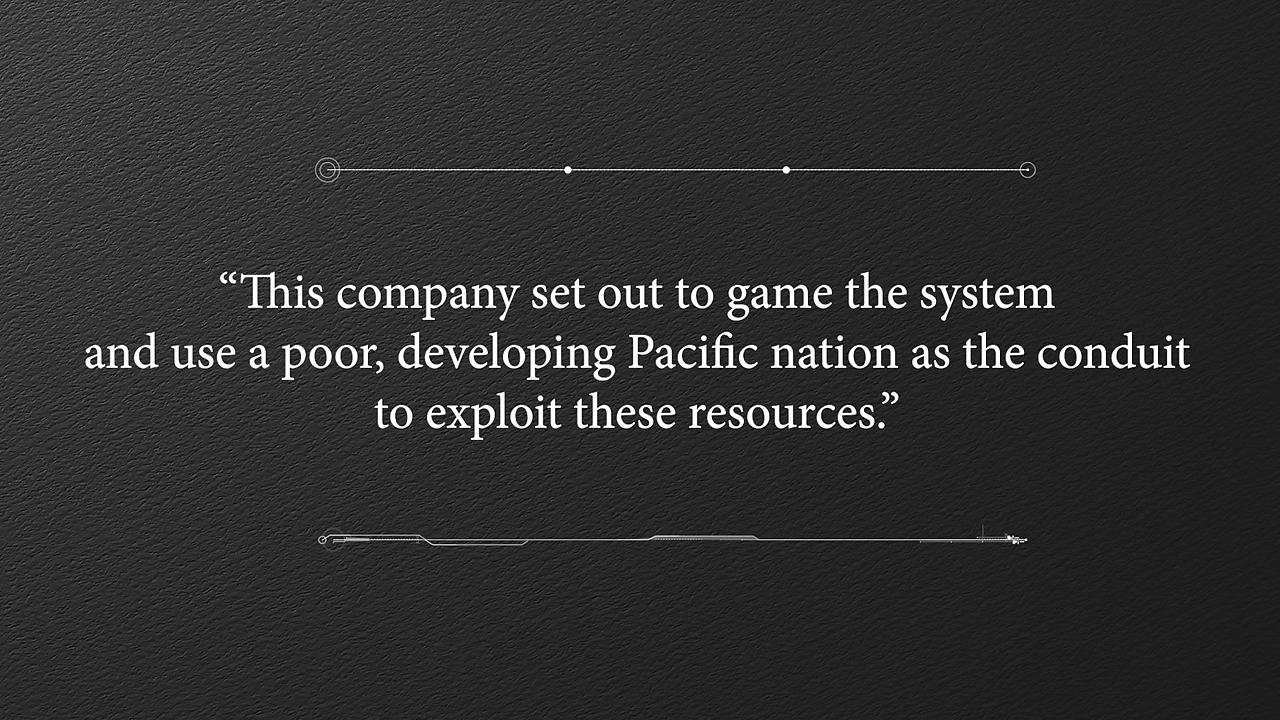 “This company set out to game the system
and use a poor, developing Pacific nation as the conduit
to exploit these resources.”